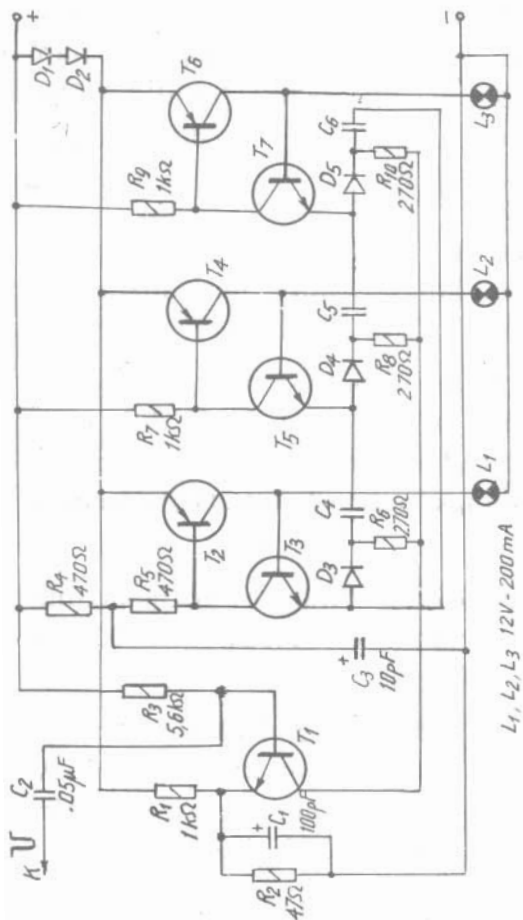 +
−
D1
D2
T6
R9
1kΩ
T7
C6
D5
R10
270Ω
L3
T4
R7
1kΩ
T5
C5
D4
R8
270Ω
L2
R4
470Ω
R5
470Ω
T2
T3
C4
D3
R6
270Ω
L1
C3
+
10pF
R3
5,6kΩ
C2
.05µF
K
R1
1kΩ
T1
+
C1
100pF
R2
47Ω
L1, L2, L3 12V-200mA